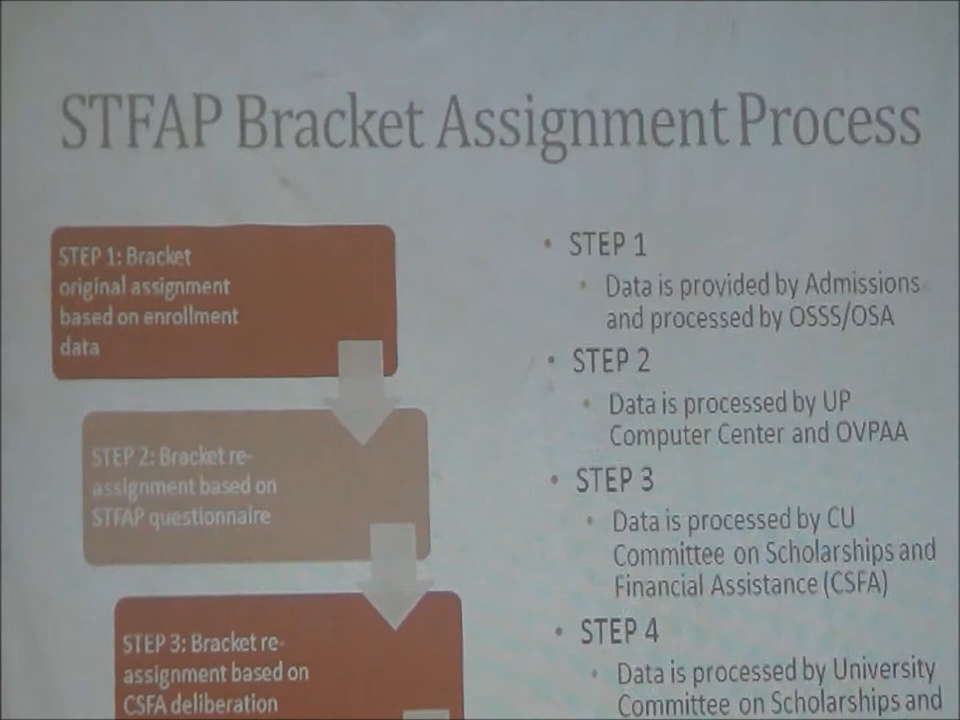 STFAP Bracket Assignment Process
STEP 1: Bracket
original assignment
based on enrollment
data
STEP 2: Bracket re-
assignment based on
STFAP questionnaire
STEP 3: Bracket re-
assignment based on
CSFA deliberation
• STEP 1
• Data is provided by Admissions
and processed by OSSS/OSA
• STEP 2
• Data is processed by UP
Computer Center and OVPAA
• STEP 3
• Data is processed by CU
Committee on Scholarships and
Financial Assistance (CSFA)
• STEP 4
• Data is processed by University
Committee on Scholarships and